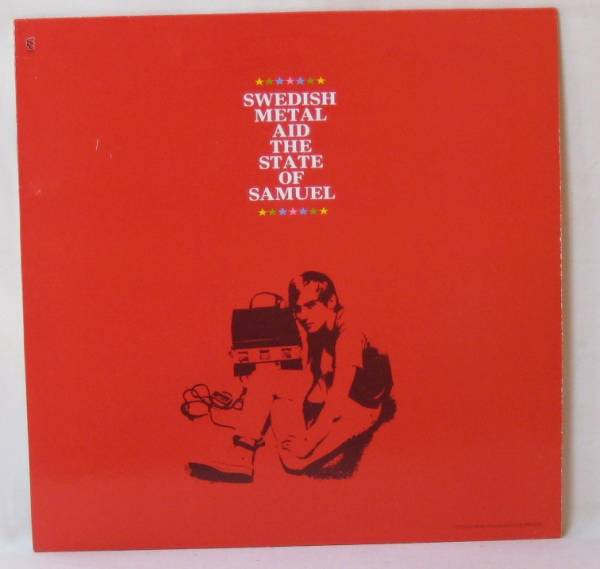 SWEDISH
METAL
AID
THE
STATE
OF
SAMUEL